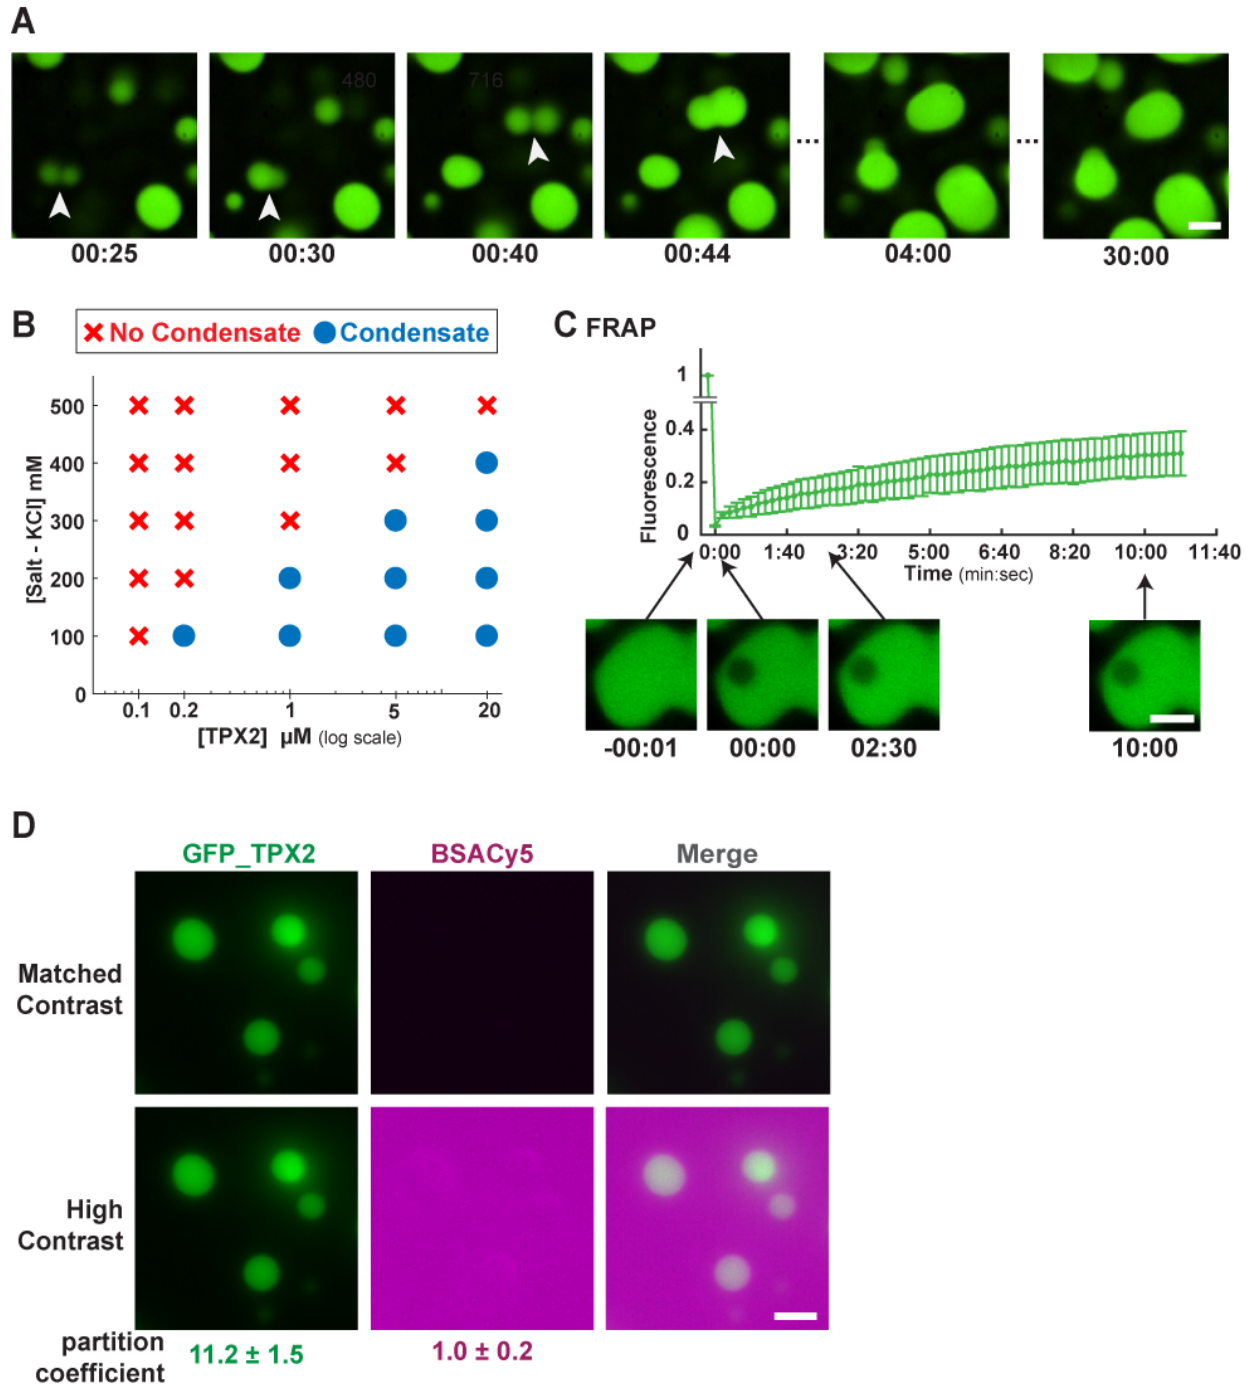 A
480
716
...
...
00:25
00:30
00:40
00:44
04:00
30:00
B
No Condensate
Condensate
[Salt - KCl] mM
500
400
300
200
100
0
0.1
0.2
1
5
20
[TPX2] µM (log scale)
C FRAP
Fluorescence
1
0.4
0.2
0
0:00
1:40
3:20
5:00
6:40
8:20
10:00
11:40
Time (min:sec)
-00:01
00:00
02:30
10:00
D
GFP_TPX2
BSACy5
Merge
Matched
Contrast
High
Contrast
partition
coefficient
11.2 ± 1.5
1.0 ± 0.2